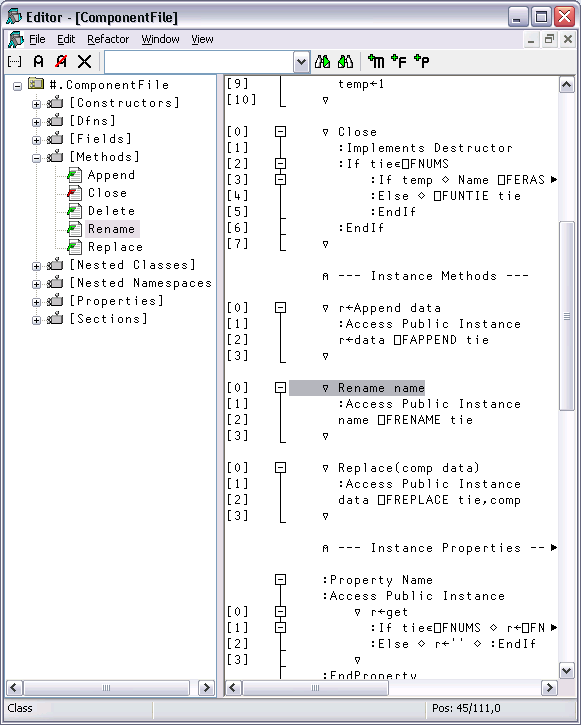 Editor - [ComponentFile]
File Edit Refactor Window View
#.ComponentFile
[Constructors]
[Dfns]
[Fields]
[Methods]
Append
Close
Delete
Rename
Replace
[Nested Classes]
[Nested Namespaces
[Properties]
[Sections]
[9] temp←1
[10] ∇
[0] ∇ Close
[1] :Implements Destructor
[2] :If tie∊⎕FNUMS
[3] :If temp ⋄ Name ⎕FERAS
[4] :Else ⋄ ⎕FUNTIE tie
[5] :EndIf
[6] :EndIf
[7] ∇
⍝ --- Instance Methods ---
[0] ∇ r←Append data
[1] :Access Public Instance
[2] r←data ⎕FAPPEND tie
[3] ∇
[0] ∇ Rename name
[1] :Access Public Instance
[2] name ⎕FRENAME tie
[3] ∇
[0] ∇ Replace(comp data)
[1] :Access Public Instance
[2] data ⎕FREPLACE tie,comp
[3] ∇
⍝ --- Instance Properties --
:Property Name
:Access Public Instance
[0] ∇ r←get
[1] :If tie∊⎕FNUMS ⋄ r←⎕FN
[2] :Else ⋄ r←'' ⋄ :EndIf
[3] ∇
:EndProperty
Class Pos: 45/111,0